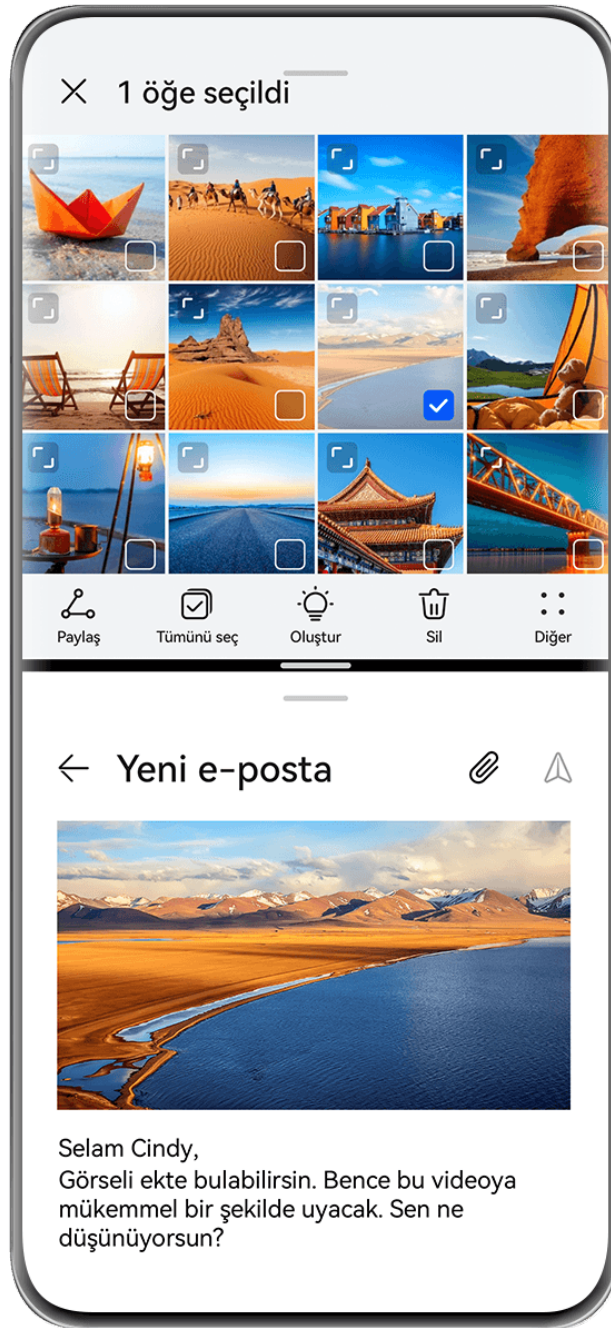 1 öğe seçildi
Paylaş Tümünü seç Oluştur Sil Diğer
Yeni e-posta
Selam Cindy,
Görseli ekte bulabilirsin. Bence bu videoya
mükemmel bir şekilde uyacak. Sen ne
düşünüyorsun?